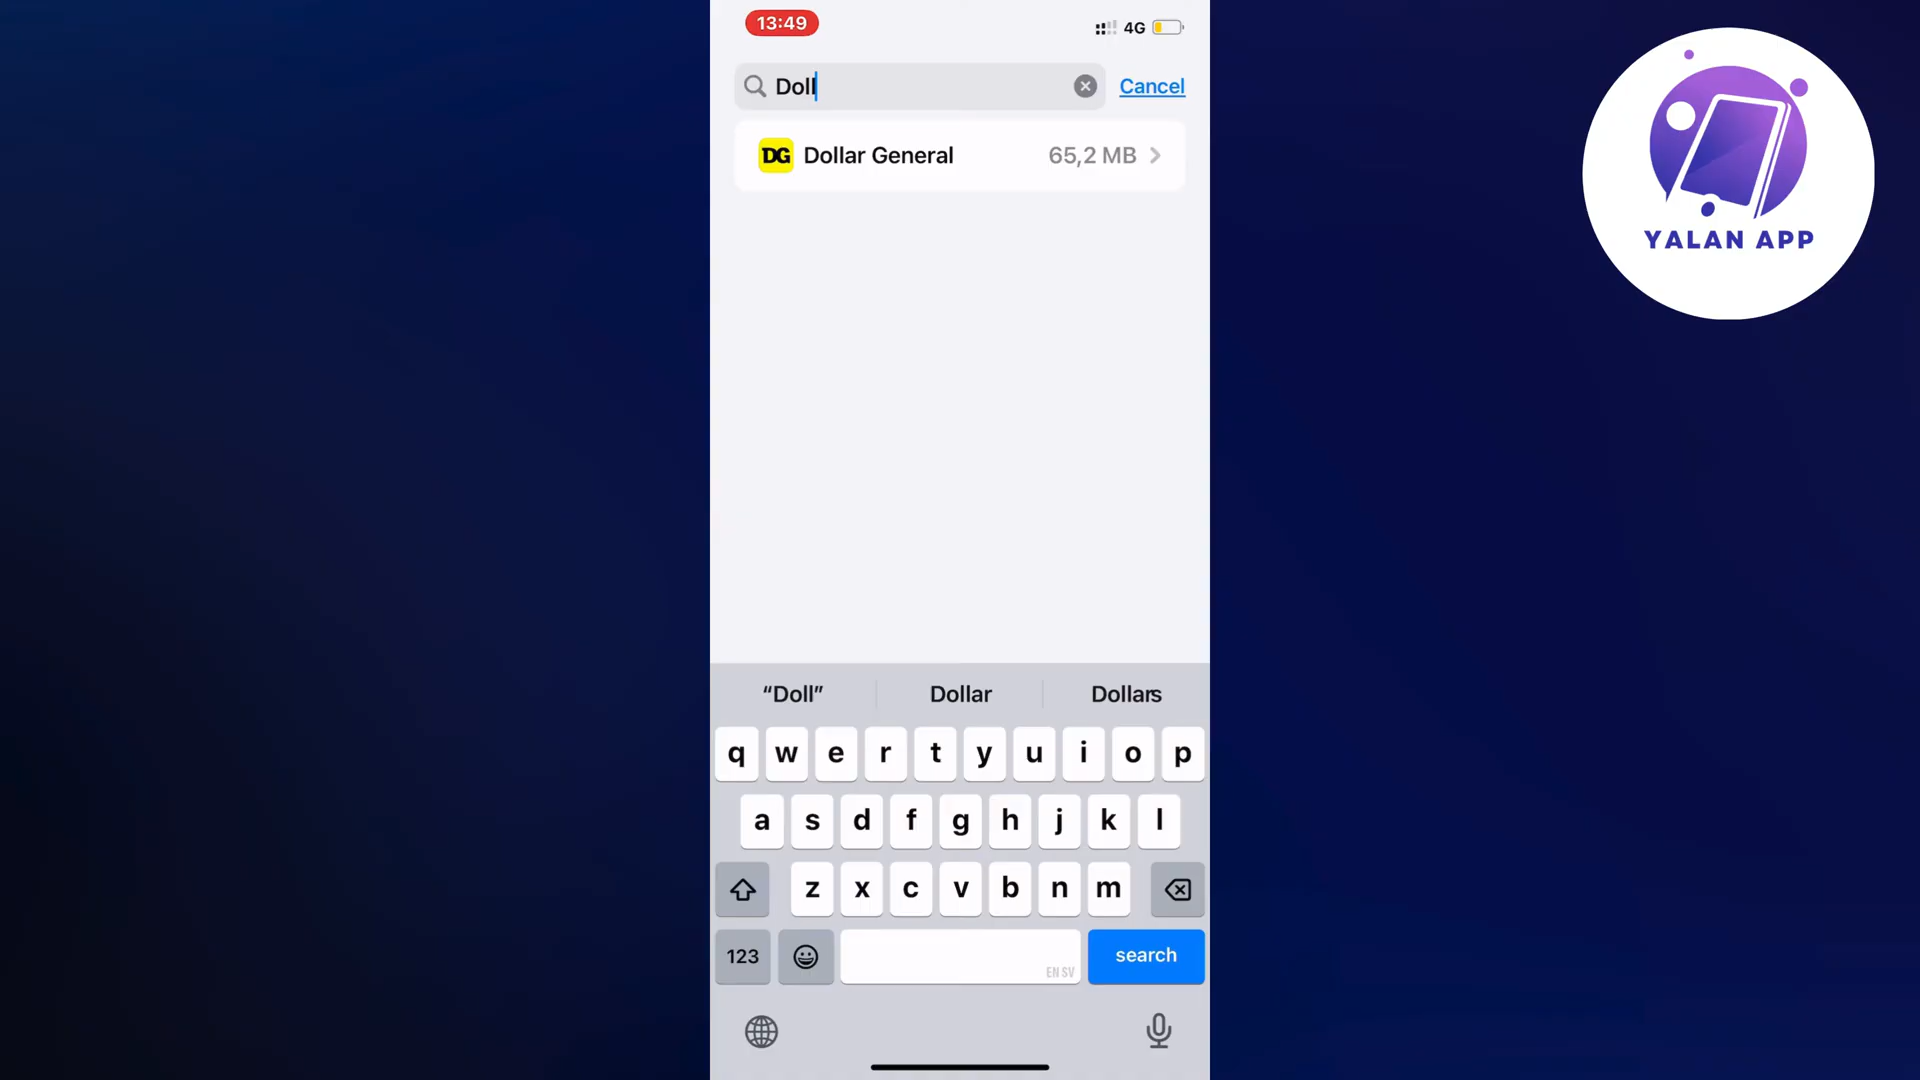 13:49
4G
Doll
Cancel
DG Dollar General 65,2 MB
YALAN APP
“Doll” Dollar Dollars
q w e r t y u i o p
a s d f g h j k l
z x c v b n m
123 EN SV search